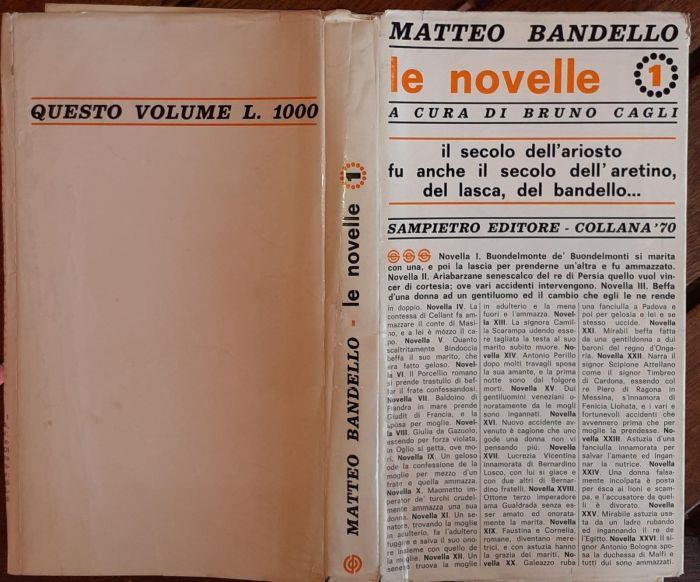 QUESTO VOLUME L. 1000
MATTEO BANDELLO - le novelle 1
MATTEO BANDELLO
le novelle 1
A CURA DI BRUNO CAGLI
il secolo dell'ariosto
fu anche il secolo dell'aretino,
del lasca, del bandello...
SAMPIETRO EDITORE - COLLANA '70
Novella I. Buondelmonte de' Buondelmonti si marita
con una, e poi la lascia per prenderne un'altra e fu ammazzato.
Novella II. Ariabarzane senescalco del re di Persia quello vuol vin-
cer di cortesia; ove vari accidenti intervengono. Novella III. Beffa
d'una donna ad un gentiluomo ed il cambio che egli le ne rende
in doppio. Novella IV. La
contessa di Cellant fa am-
mazzare il conte di Masi-
no, e a lei è mózzo il ca-
po. Novella V. Quanto
scaltritamente Bindoccia
beffa il suo marito, che
era fatto geloso. Novel-
la VI. Il Porcellio romano
si prende trastullo di bef-
far il frate confessandosi.
Novella VII. Baldoino di
Fiandra in mare prende
Giudit di Francia, e la
sposa per moglie. Novel-
la VIII. Giulia da Gazuolo,
essendo per forza violata,
in Oglio si getta, ove mo-
ri. Novella IX. Un geloso
ode la confessione de la
moglie per mezzo d'un
frate e quella ammazza.
Novella X. Maometto im-
perator de' turchi crudel-
mente ammazza una sua
donna. Novella XI. Un se-
natore, trovando la moglie
in adulterio, fa l'adultero
fuggire e salva il suo ono-
re insieme con quello de
la moglie. Novella XII. Un
senese truova la moglie
in adulterio e la mena
fuori e l'ammazza. Novel-
la XIII. La signora Camil-
la Scarampa udendo esse-
re tagliata la testa al suo
marito subito muore. No-
vella XIV. Antonio Perillo
dopo molti travagli sposa
la sua amante, e la prima
notte sono dal folgore
morti. Novella XV. Dui
gentiluomini veneziani o-
noratamente da le mogli
sono ingannati. Novella
XVI. Nuovo accidente av-
venuto è cagione che uno
gode una donna non vi
pensando più. Novella
XVII. Lucrezia Vicentina
innamorata di Bernardino
Losco, con lui si giace e
con due altri di Bernar-
dino fratelli. Novella XVIII.
Ottone terzo imperadore
ama Gualdrada senza es-
ser amato ed onorata-
mente la marita. Novella
XIX. Faustina e Cornelia,
romane, diventano mere-
trici, e con astuzia hanno
la grazia dei mariti. No-
vella XX. Galeazzo ruba
una fanciulla a Padova e
poi per gelosia e lei e se
stesso uccide. Novella
XXI. Mirabil beffa fatta
da una gentildonna a dui
baroni del regno d'Onga-
ria. Novella XXII. Narra il
signor Scipione Attellano
come il signor Timbreo
di Cardona, essendo col
re Piero di Ragona in
Messina, s'innamora di
Fenicia Lionata, e i vari e
fortunevoli accidenti che
avvennero prima che per
moglie la prendesse. Novella
XXIII. Astuzia d'una
fanciulla innamorata per
salvar l'amante ed ingan-
nar la nutrice. Novella
XXIV. Una donna falsa-
mente incolpata è posta
per ésca ai lioni e scam-
pa, e l'accusador da quel-
li è divorato. Novella
XXV. Mirabile astuzia usa-
ta da un ladro rubando
ed ingannando il re de
l'Egitto. Novella XXVI. Il si-
gnor Antonio Bologna spo-
sa la duchessa di Malfi e
tutti dui sono ammazzati.